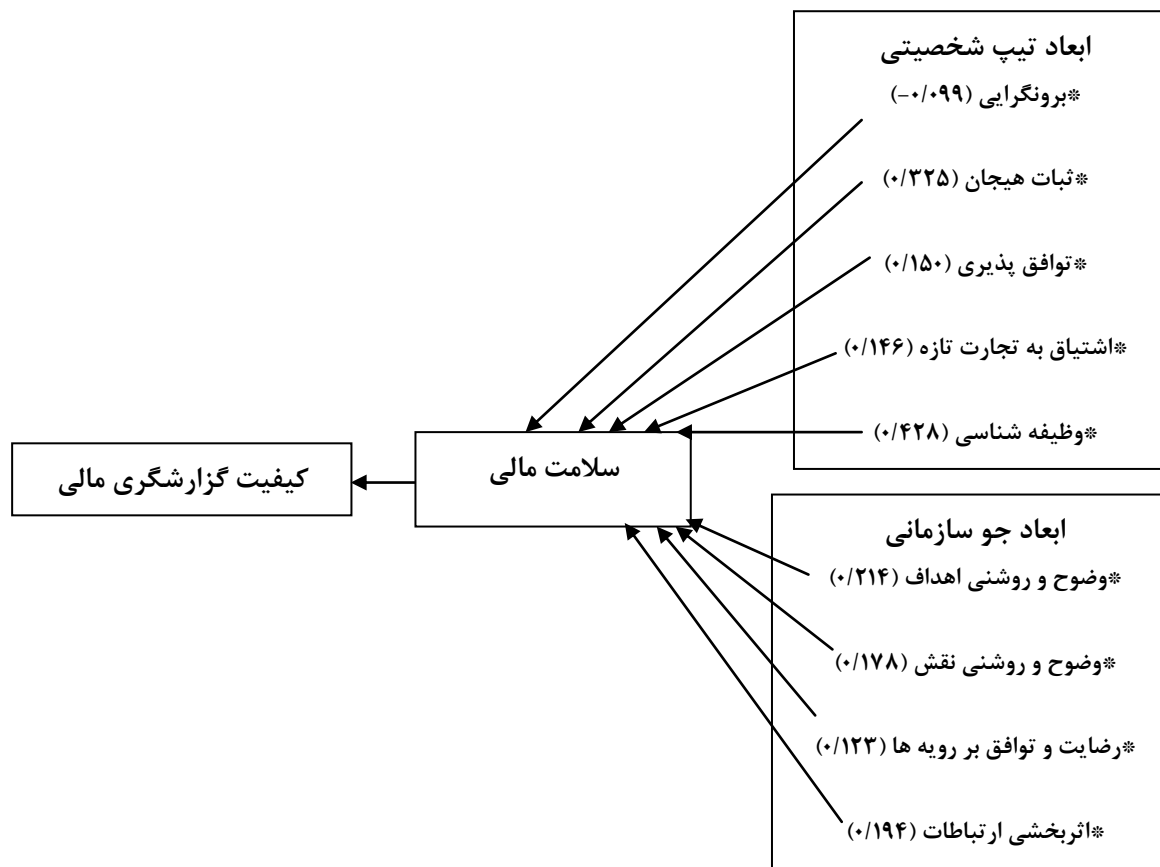 ابعاد تیپ شخصیتی
*برونگرایی (۰/۰۹۹-)
*ثبات هیجان (۰/۳۲۵)
*توافق پذیری (۰/۱۵۰)
*اشتیاق به تجارت تازه (۰/۱۴۶)
*وظیفه شناسی (۰/۴۲۸)
سلامت مالی
کیفیت گزارشگری مالی
ابعاد جو سازمانی
*وضوح و روشنی اهداف (۰/۲۱۴)
*وضوح و روشنی نقش (۰/۱۷۸)
*رضایت و توافق بر رویه ها (۰/۱۲۳)
*اثربخشی ارتباطات (۰/۱۹۴)